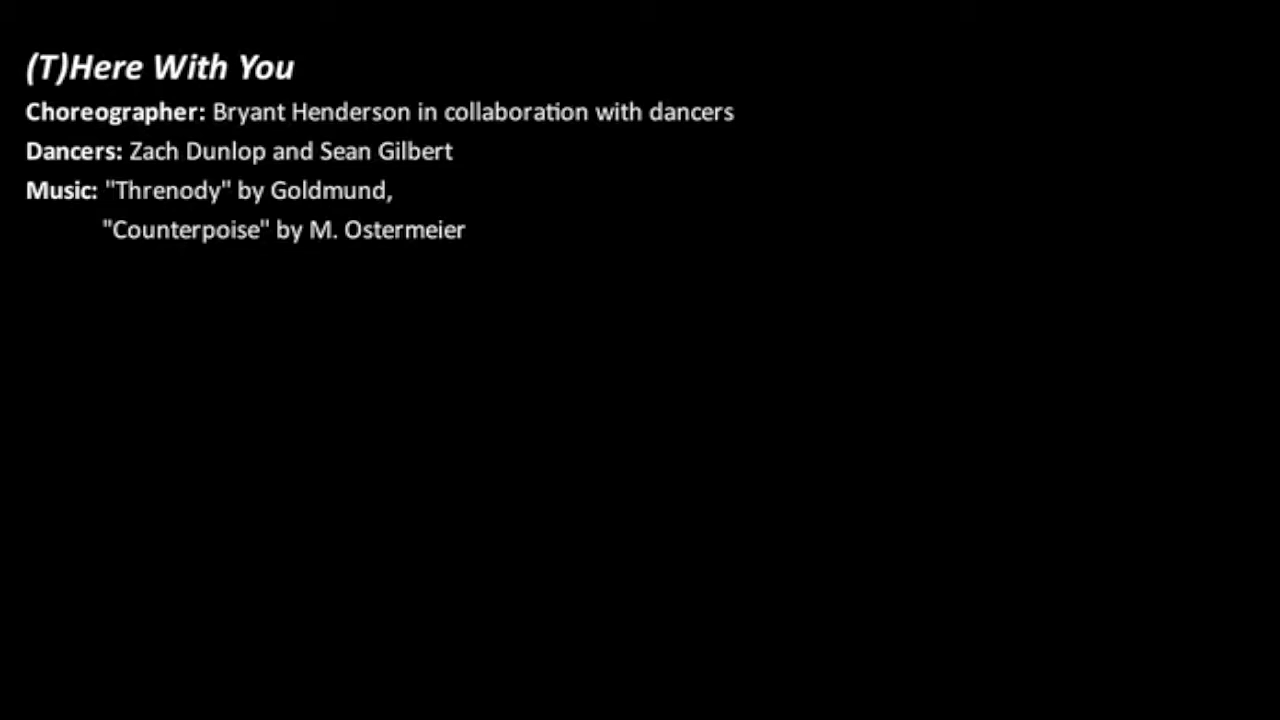 (T)Here With You
Choreographer: Bryant Henderson in collaboration with dancers
Dancers: Zach Dunlop and Sean Gilbert
Music: "Threnody" by Goldmund,
"Counterpoise" by M. Ostermeier